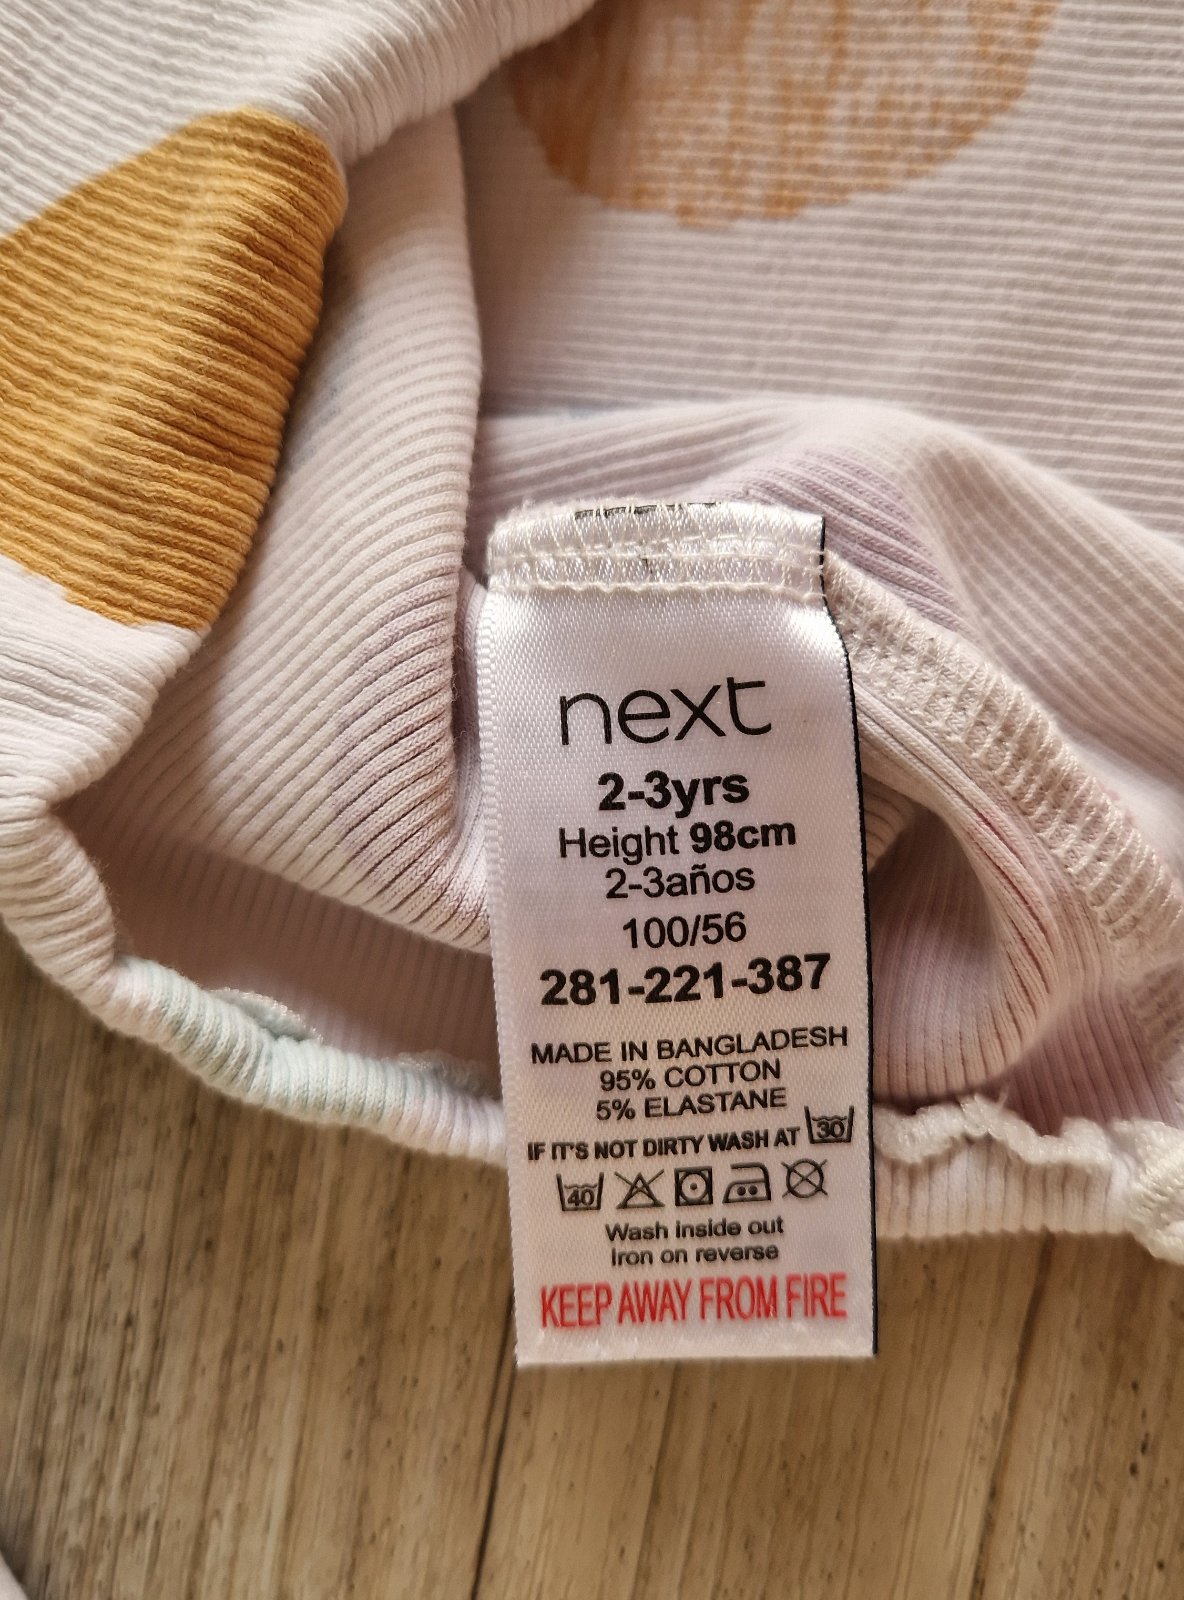 next
2-3yrs
Height 98cm
2-3años
100/56
281-221-387
MADE IN BANGLADESH
95% COTTON
5% ELASTANE
IF IT'S NOT DIRTY WASH AT 30
40
Wash inside out
Iron on reverse
KEEP AWAY FROM FIRE